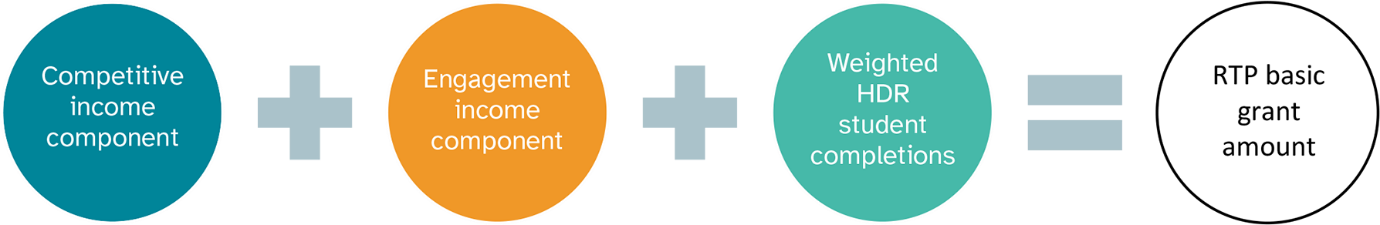 Competitive
income
component
Engagement
income
component
Weighted
HDR
student
completions
RTP basic
grant
amount